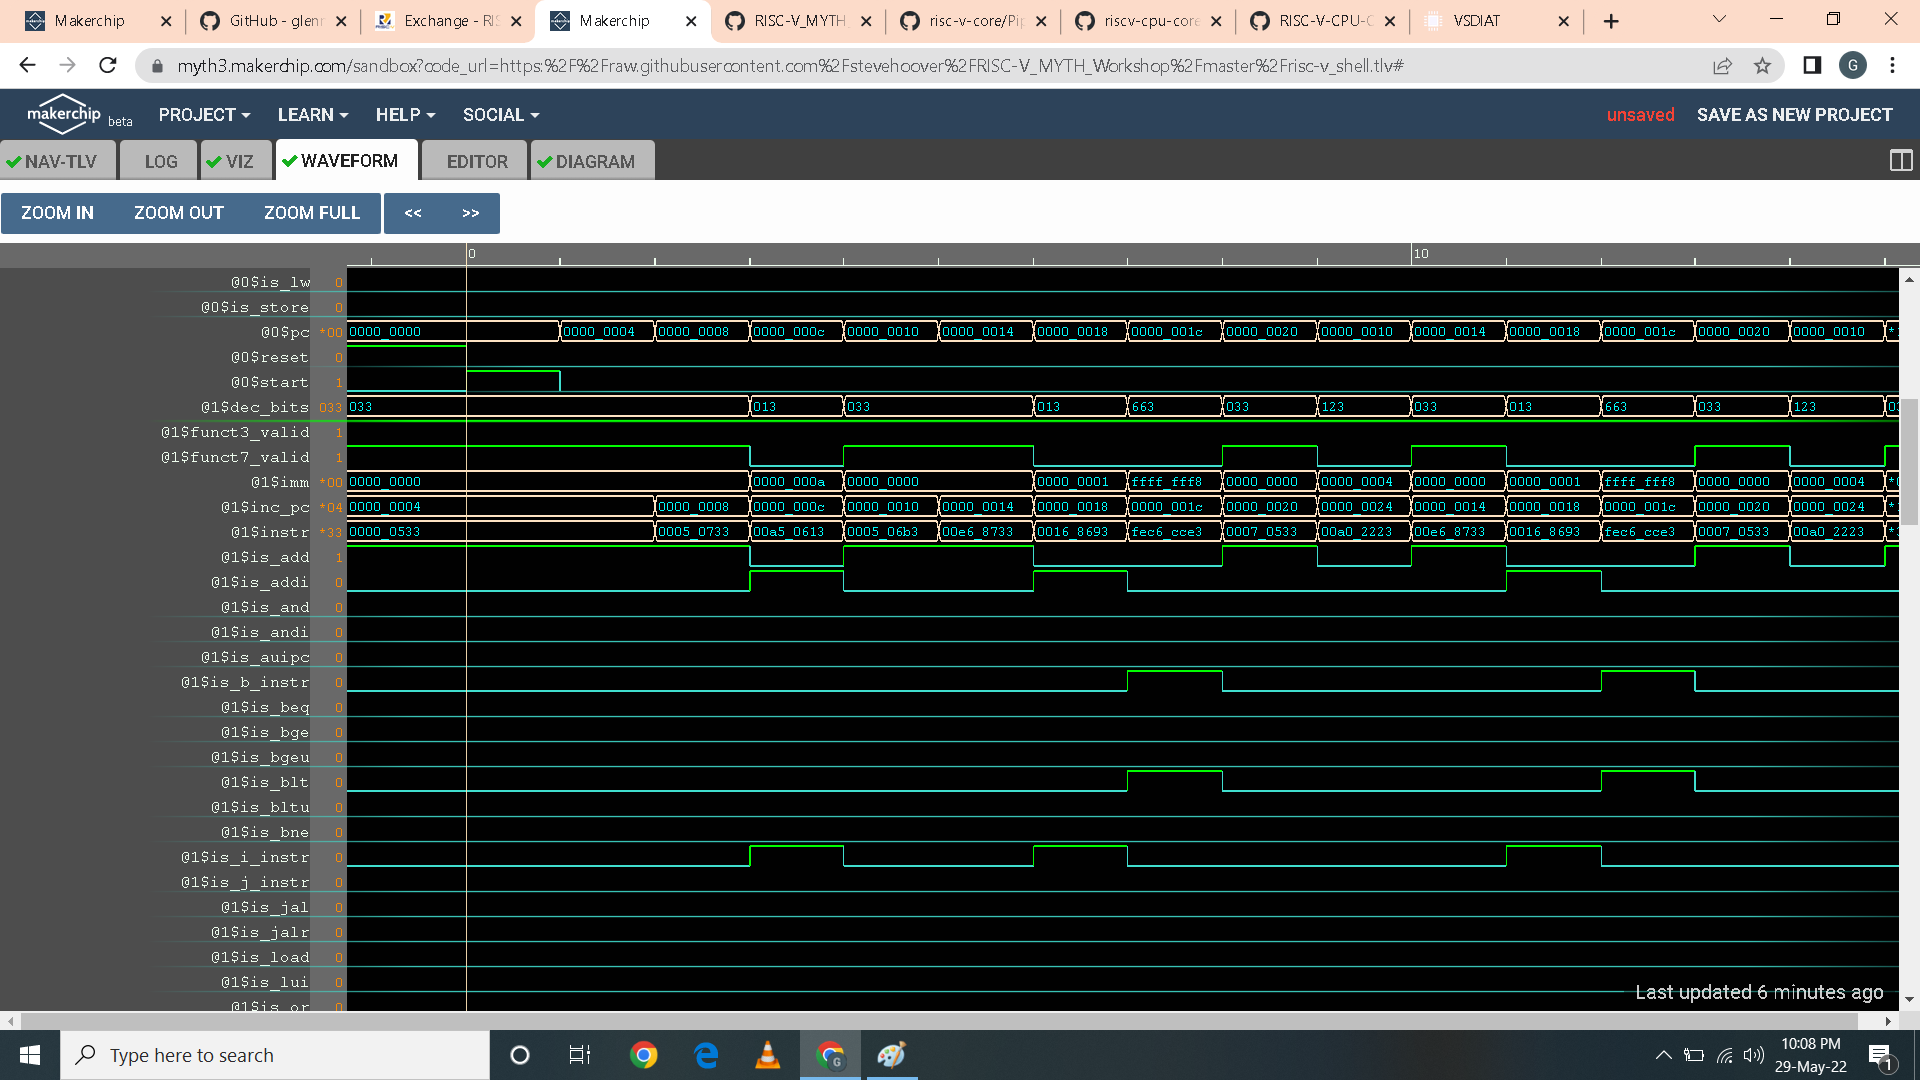 Makerchip GitHub - glenr Exchange - RIS Makerchip RISC-V_MYTH_ risc-v-core/Pip riscv-cpu-core RISC-V-CPU-C VSDIAT
myth3.makerchip.com/sandbox?code_url=https:%2F%2Fraw.githubusercontent.com%2Fstevehoover%2FRISC-V_MYTH_Workshop%2Fmaster%2Frisc-v_shell.tlv# G
makerchip beta PROJECT LEARN HELP SOCIAL unsaved SAVE AS NEW PROJECT
NAV-TLV LOG VIZ WAVEFORM EDITOR DIAGRAM
ZOOM IN ZOOM OUT ZOOM FULL << >>
0 10
@0$is_lw 0
@0$is_store 0
@0$pc *00 0000_0000 0000_0004 0000_0008 0000_000c 0000_0010 0000_0014 0000_0018 0000_001c 0000_0020 0000_0010 0000_0014 0000_0018 0000_001c 0000_0020 0000_0010 *
@0$reset 0
@0$start 1
@1$dec_bits 033 033 013 033 013 663 033 123 033 013 663 033 123 03
@1$funct3_valid 1
@1$funct7_valid 1
@1$imm *00 0000_0000 0000_000a 0000_0000 0000_0001 ffff_fff8 0000_0000 0000_0004 0000_0000 0000_0001 ffff_fff8 0000_0000 0000_0004 *0
@1$inc_pc *04 0000_0004 0000_0008 0000_000c 0000_0010 0000_0014 0000_0018 0000_001c 0000_0020 0000_0024 0000_0014 0000_0018 0000_001c 0000_0020 0000_0024 *
@1$instr *33 0000_0533 0005_0733 00a5_0613 0005_06b3 00e6_8733 0016_8693 fec6_cce3 0007_0533 00a0_2223 00e6_8733 0016_8693 fec6_cce3 0007_0533 00a0_2223 *
@1$is_add 1
@1$is_addi 0
@1$is_and 0
@1$is_andi 0
@1$is_auipc 0
@1$is_b_instr 0
@1$is_beq 0
@1$is_bge 0
@1$is_bgeu 0
@1$is_blt 0
@1$is_bltu 0
@1$is_bne 0
@1$is_i_instr 0
@1$is_j_instr 0
@1$is_jal 0
@1$is_jalr 0
@1$is_load 0
@1$is_lui 0
@1$is_or 0
Last updated 6 minutes ago
Type here to search G 10:08 PM
29-May-22 1